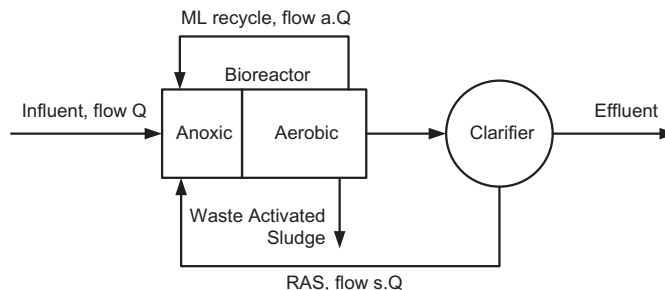 ML recycle, flow a.Q
Bioreactor
Influent, flow Q
Anoxic
Aerobic
Clarifier
Effluent
Waste Activated
Sludge
RAS, flow s.Q